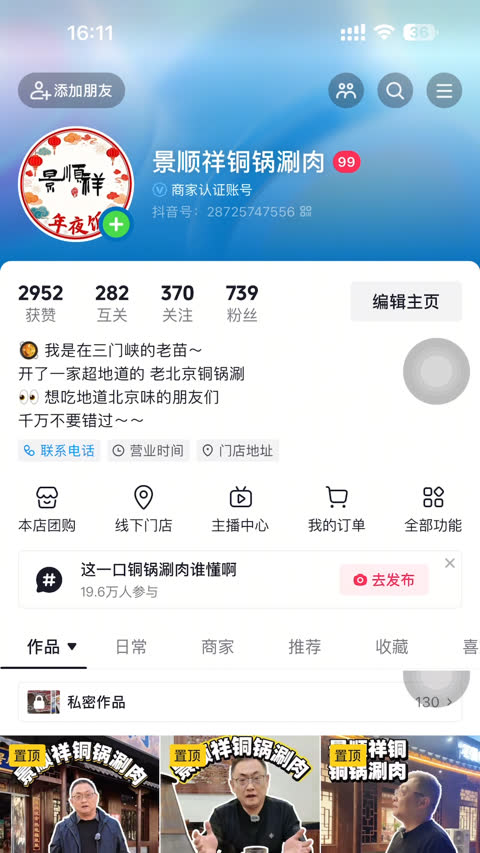 16:11
36
添加朋友
景顺祥
年夜饭
景顺祥铜锅涮肉 99
商家认证账号
抖音号：28725747556
2952 282 370 739
获赞 互关 关注 粉丝
编辑主页
我是在三门峡的老苗～
开了一家超地道的 老北京铜锅涮
想吃地道北京味的朋友们
千万不要错过～～
联系电话 营业时间 门店地址
本店团购 线下门店 主播中心 我的订单 全部功能
这一口铜锅涮肉谁懂啊
19.6万人参与
去发布
作品 日常 商家 推荐 收藏 喜
私密作品 130
置顶 景顺祥铜锅涮肉
置顶 景顺祥铜锅涮肉
置顶 景顺祥铜
铜锅涮肉